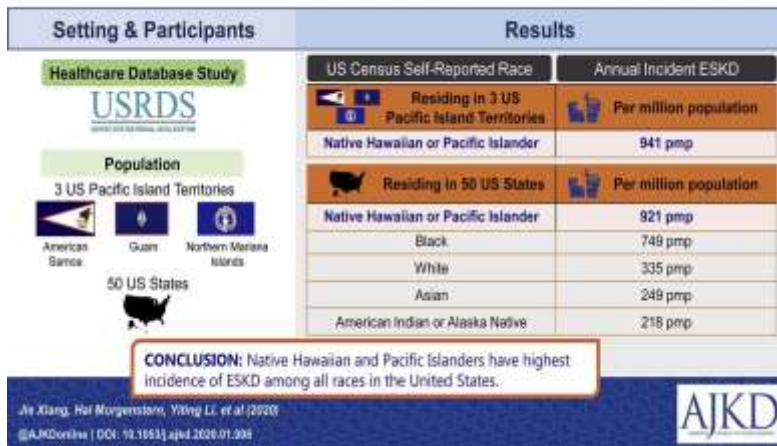 Setting & Participants
Results
Healthcare Database Study
USRDS
Population
3 US Pacific Island Territories
American
Samoa
Guam
Northern Mariana
Islands
50 US States
US Census Self-Reported Race
Annual Incident ESKD
Residing in 3 US
Pacific Island Territories
Per million population
Native Hawaiian or Pacific Islander
941 pmp
Residing in 50 US States
Per million population
Native Hawaiian or Pacific Islander
921 pmp
Black
749 pmp
White
335 pmp
Asian
249 pmp
American Indian or Alaska Native
218 pmp
CONCLUSION: Native Hawaiian and Pacific Islanders have highest
incidence of ESKD among all races in the United States.
Jie Xiang, Hal Morgenstern, Yiting Li, et al (2020)
@AJKDonline | DOI: 10.1053/j.ajkd.2020.01.008
AJKD